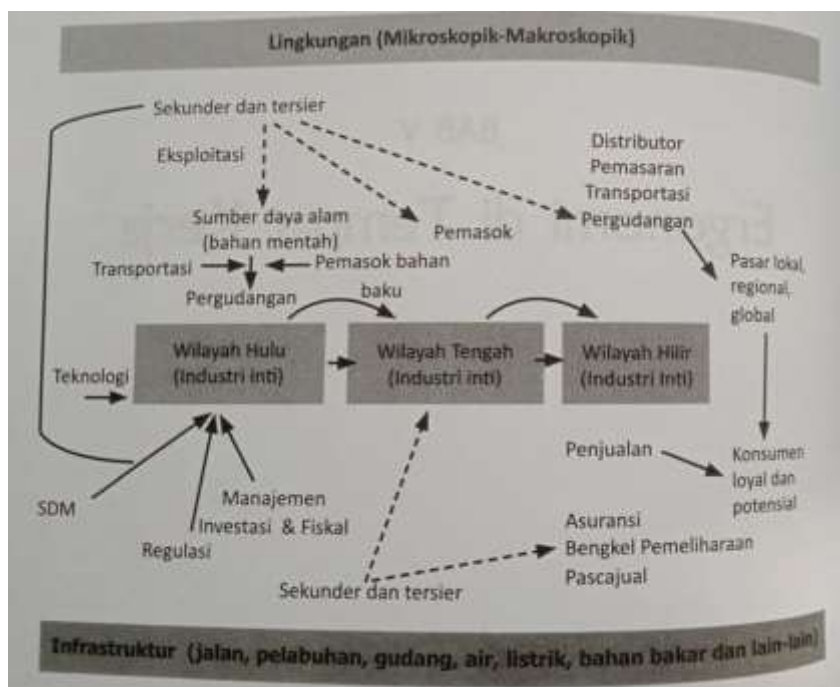 Lingkungan (Mikroskopik-Makroskopik)
Sekunder dan tersier
Eksploitasi
Distributor
Pemasaran
Transportasi
Pergudangan
Sumber daya alam
(bahan mentah)
Pemasok
Transportasi
Pemasok bahan
baku
Pergudangan
Pasar lokal,
regional,
global
Wilayah Hulu
(Industri inti)
Wilayah Tengah
(Industri inti)
Wilayah Hilir
(Industri Inti)
Teknologi
Penjualan
Konsumen
loyal dan
potensial
SDM
Manajemen
Investasi & Fiskal
Regulasi
Asuransi
Bengkel Pemeliharaan
Pascajual
Sekunder dan tersier
Infrastruktur (jalan, pelabuhan, gudang, air, listrik, bahan bakar dan lain-lain)